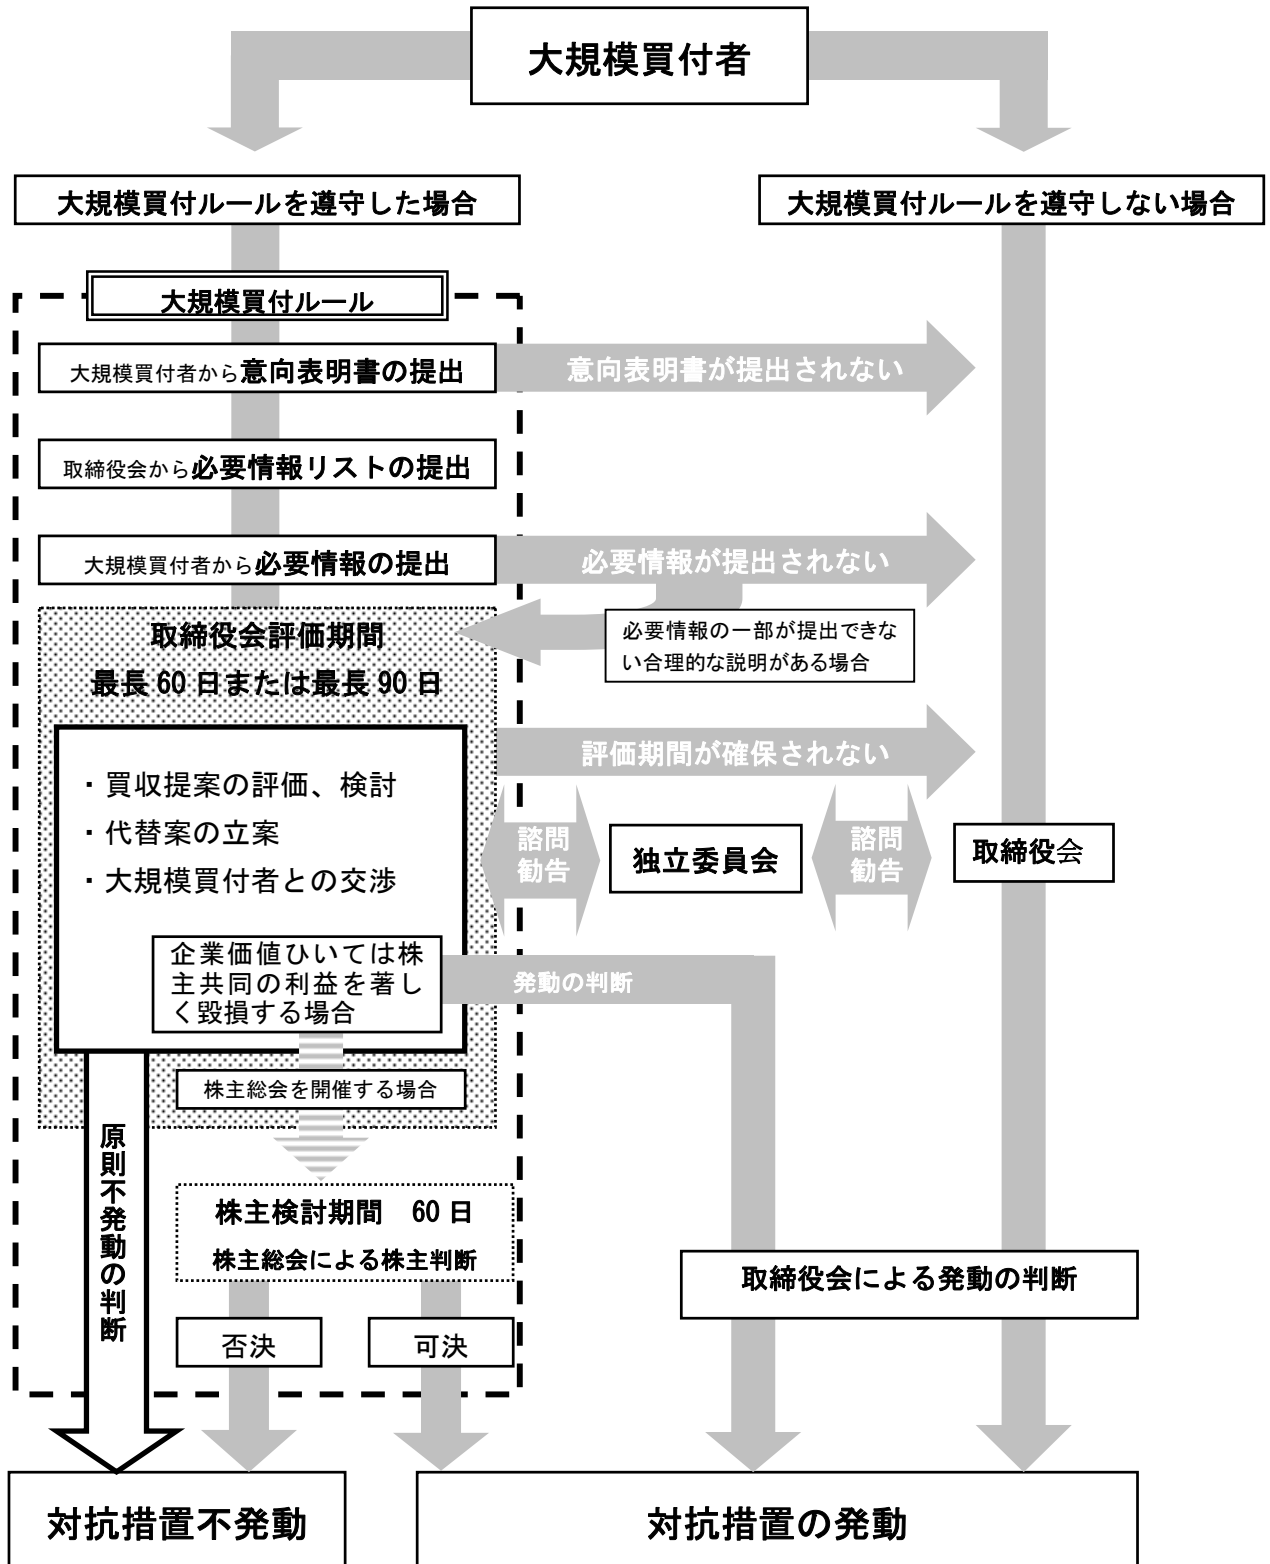 大規模買付者
大規模買付ルールを遵守した場合
大規模買付ルールを遵守しない場合
大規模買付ルール
大規模買付者から意向表明書の提出
意向表明書が提出されない
取締役会から必要情報リストの提出
大規模買付者から必要情報の提出
必要情報が提出されない
必要情報の一部が提出できな
い合理的な説明がある場合
取締役会評価期間
最長 60 日または最長 90 日
評価期間が確保されない
・買収提案の評価、検討
・代替案の立案
・大規模買付者との交渉
諮問
勧告
独立委員会
諮問
勧告
取締役会
企業価値ひいては株
主共同の利益を著し
く毀損する場合
発動の判断
株主総会を開催する場合
原則不発動の判断
株主検討期間　60 日
株主総会による株主判断
取締役会による発動の判断
否決
可決
対抗措置不発動
対抗措置の発動